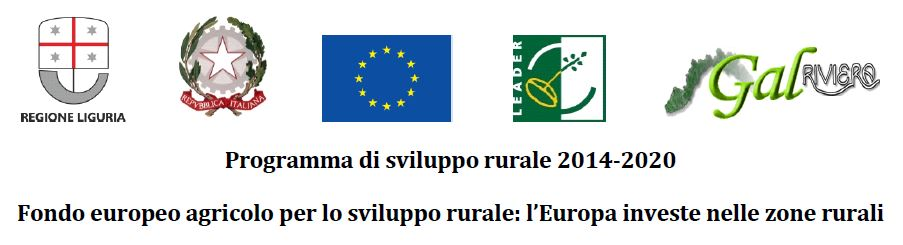 REGIONE LIGURIA
REPVBBLICA ITALIANA
LEADER
Gal RIVIERA
Programma di sviluppo rurale 2014-2020
Fondo europeo agricolo per lo sviluppo rurale: l’Europa investe nelle zone rurali